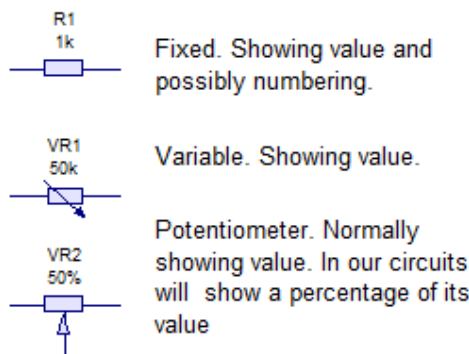 R1
1k
Fixed. Showing value and
possibly numbering.
VR1
50k
Variable. Showing value.
VR2
50%
Potentiometer. Normally
showing value. In our circuits
will show a percentage of its
value